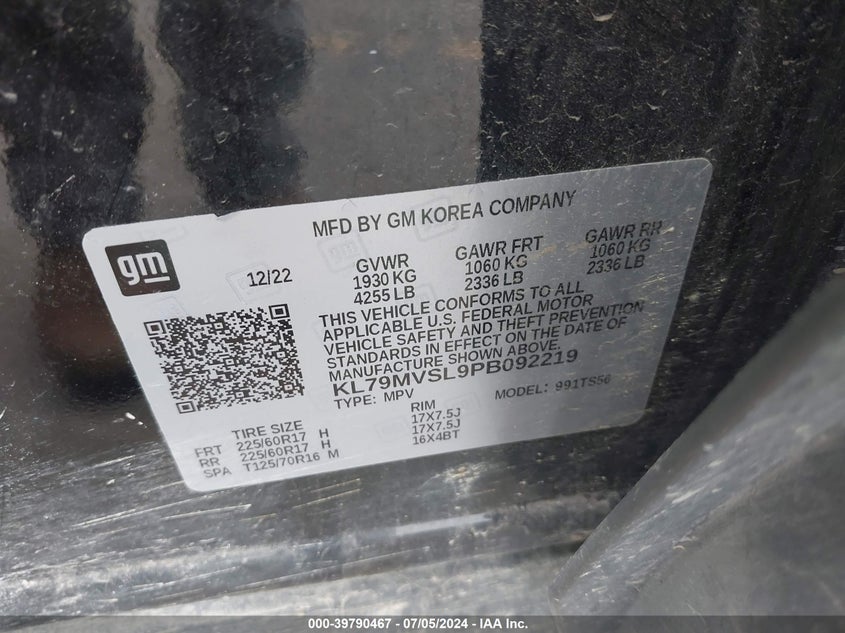 MFD BY GM KOREA COMPANY
gm
12/22
GVWR
1930 KG
4255 LB
GAWR FRT
1060 KG
2336 LB
GAWR RR
1060 KG
2336 LB
THIS VEHICLE CONFORMS TO ALL
APPLICABLE U.S. FEDERAL MOTOR
VEHICLE SAFETY AND THEFT PREVENTION
STANDARDS IN EFFECT ON THE DATE OF
MANUFACTURE SHOWN ABOVE.
KL79MVSL9PB092219
TYPE: MPV MODEL: 991TS56
TIRE SIZE RIM
FRT 225/60R17 H 17X7.5J
RR 225/60R17 H 17X7.5J
SPA T125/70R16 M 16X4BT
000-39790467 - 07/05/2024 - IAA Inc.